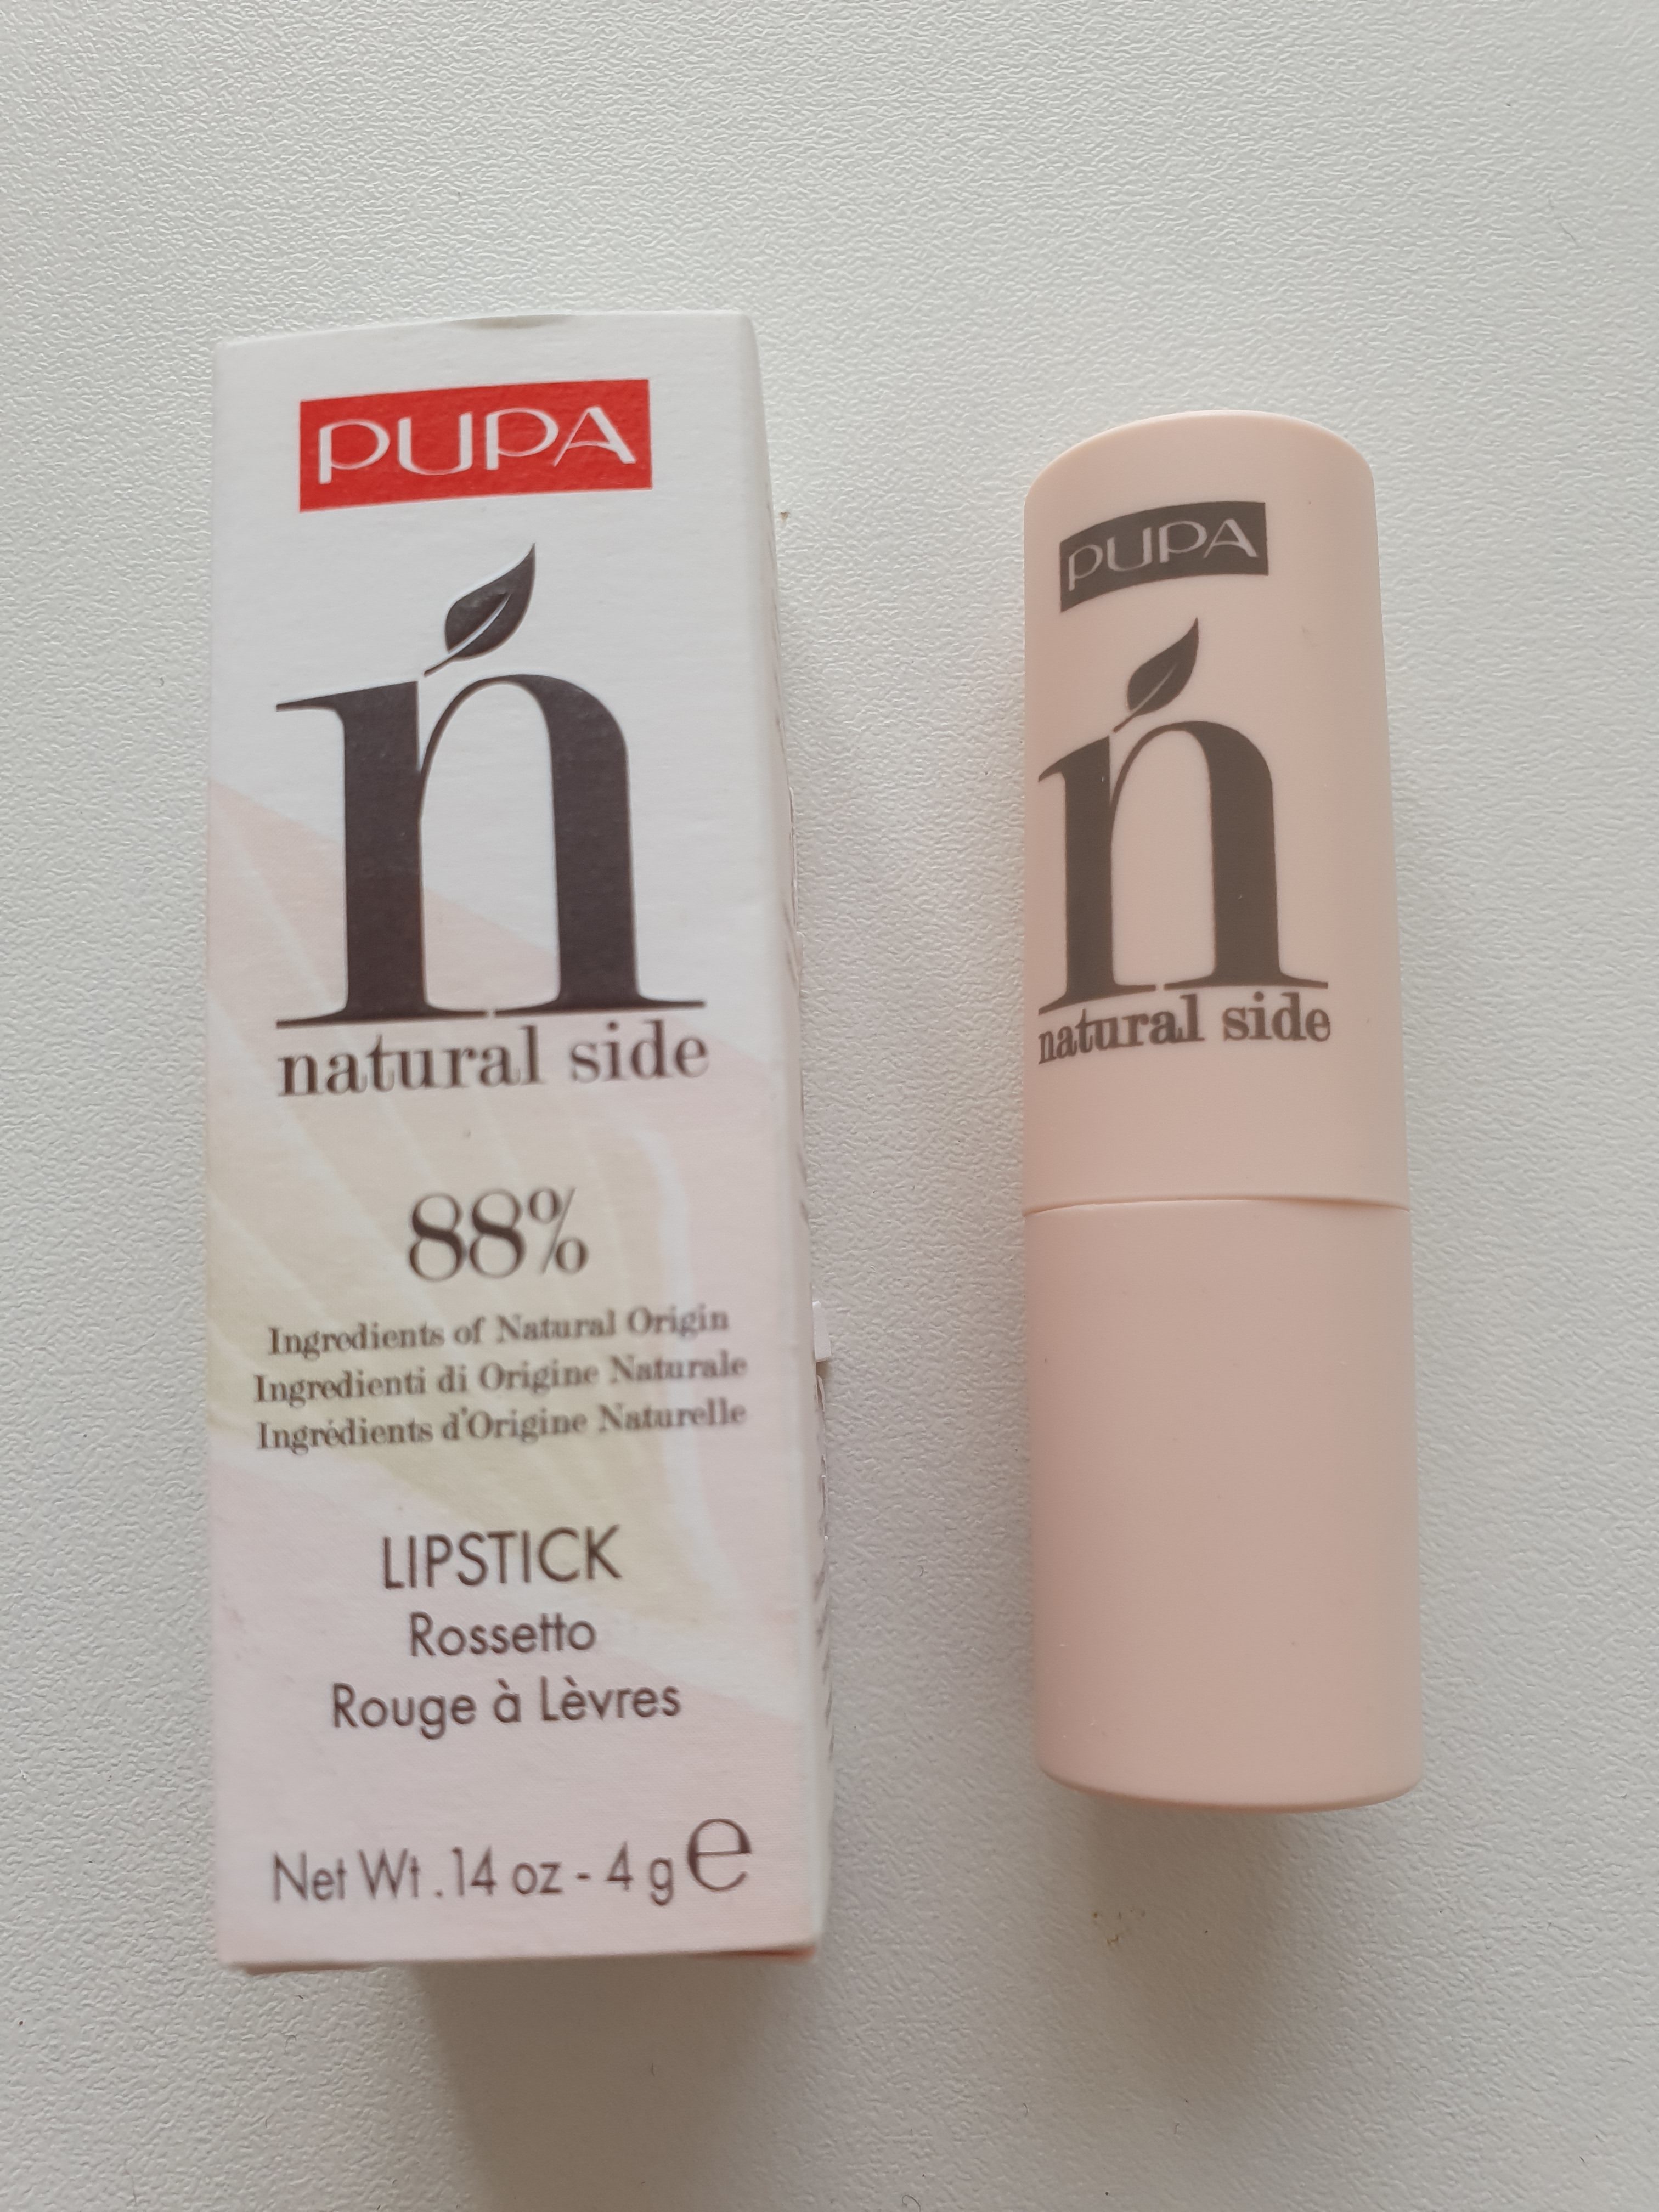 PUPA
n
natural side
88%
Ingredients of Natural Origin
Ingredienti di Origine Naturale
Ingrédients d'Origine Naturelle
LIPSTICK
Rossetto
Rouge à Lèvres
Net Wt .14 oz - 4 g e
PUPA
n
natural side